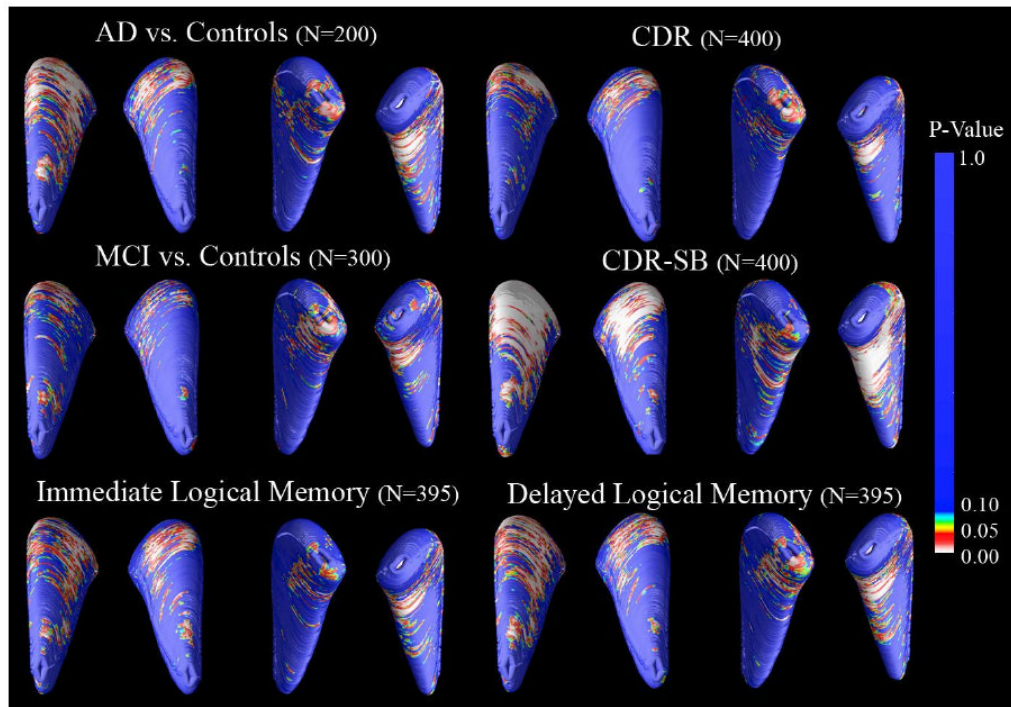 AD vs. Controls (N=200)
CDR (N=400)
P-Value
1.0
MCI vs. Controls (N=300)
CDR-SB (N=400)
Immediate Logical Memory (N=395)
Delayed Logical Memory (N=395)
0.10
0.05
0.00